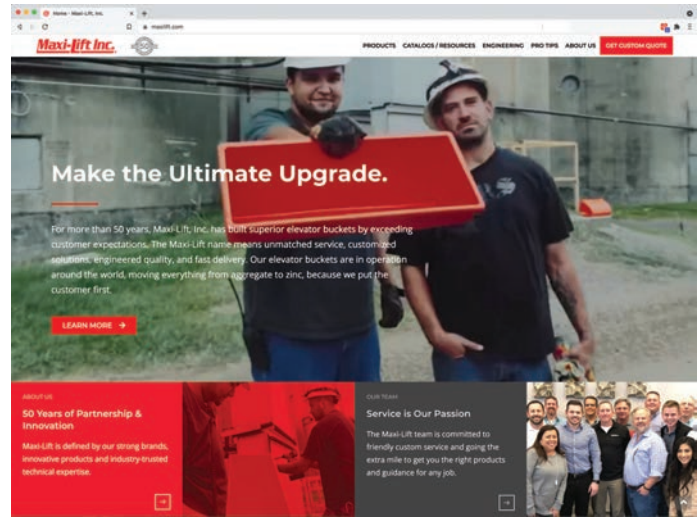 Home - Maxi-Lift, Inc.
maxilift.com
Maxi-Lift Inc.
50
PRODUCTS CATALOGS / RESOURCES ENGINEERING PRO TIPS ABOUT US GET CUSTOM QUOTE
Make the Ultimate Upgrade.
For more than 50 years, Maxi-Lift, Inc. has built superior elevator buckets by exceeding
customer expectations. The Maxi-Lift name means unmatched service, customized
solutions, engineered quality, and fast delivery. Our elevator buckets are in operation
around the world, moving everything from aggregate to zinc, because we put the
customer first.
LEARN MORE →
ABOUT US
50 Years of Partnership &
Innovation
Maxi-Lift is defined by our strong brands,
innovative products and industry-trusted
technical expertise.
OUR TEAM
Service is Our Passion
The Maxi-Lift team is committed to
friendly custom service and going the
extra mile to get you the right products
and guidance for any job.